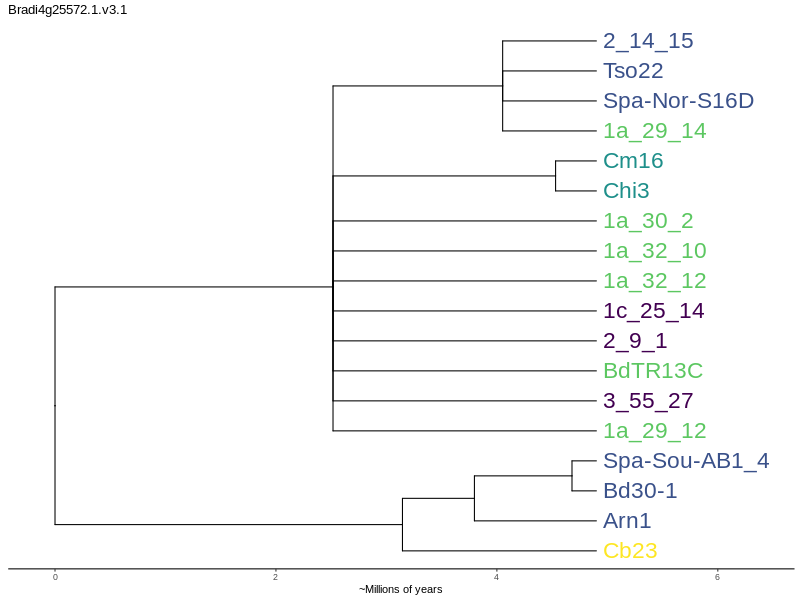 Bradi4g25572.1.v3.1
2_14_15
Tso22
Spa-Nor-S16D
1a_29_14
Cm16
Chi3
1a_30_2
1a_32_10
1a_32_12
1c_25_14
2_9_1
BdTR13C
3_55_27
1a_29_12
Spa-Sou-AB1_4
Bd30-1
Arn1
Cb23
0 2 4 6
~Millions of years